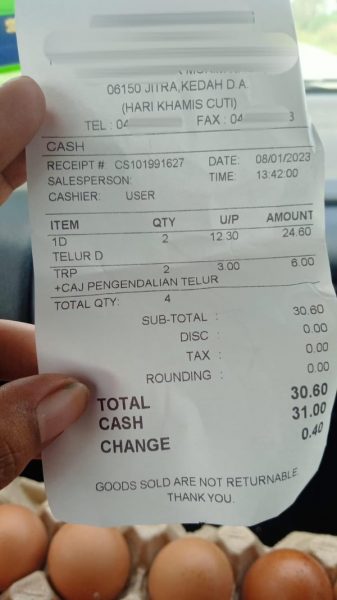 06150 JITRA,KEDAH D.A.
(HARI KHAMIS CUTI)
TEL : 04 FAX : 04 3
CASH
RECEIPT # CS101991627 DATE: 08/01/2023
SALESPERSON: TIME: 13:42:00
CASHIER: USER
ITEM QTY U/P AMOUNT
1D 2 12.30 24.60
TELUR D
TRP 2 3.00 6.00
+CAJ PENGENDALIAN TELUR
TOTAL QTY: 4
SUB-TOTAL : 30.60
DISC : 0.00
TAX : 0.00
ROUNDING : 0.00
TOTAL 30.60
CASH 31.00
CHANGE 0.40
GOODS SOLD ARE NOT RETURNABLE
THANK YOU.